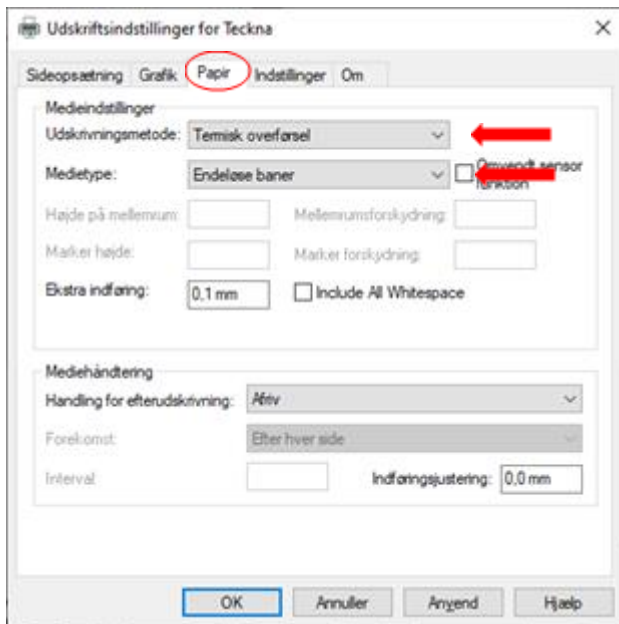 Udskriftsindstillinger for Teckna
Sideopsætning Grafik Papir Indstillinger Om
Medieindstillinger
Udskrivningsmetode: Termisk overførsel
Medietype: Endeløse baner Omvendt sensor
funktion
Højde på mellemrum: Mellemrumsforskydning:
Marker højde: Marker forskydning:
Ekstra indføring: 0,1 mm Include All Whitespace
Mediehåndtering
Handling for efterudskrivning: Afriv
Forekomst: Efter hver side
Interval: Indføringsjustering: 0,0 mm
OK Annuller Anvend Hjælp